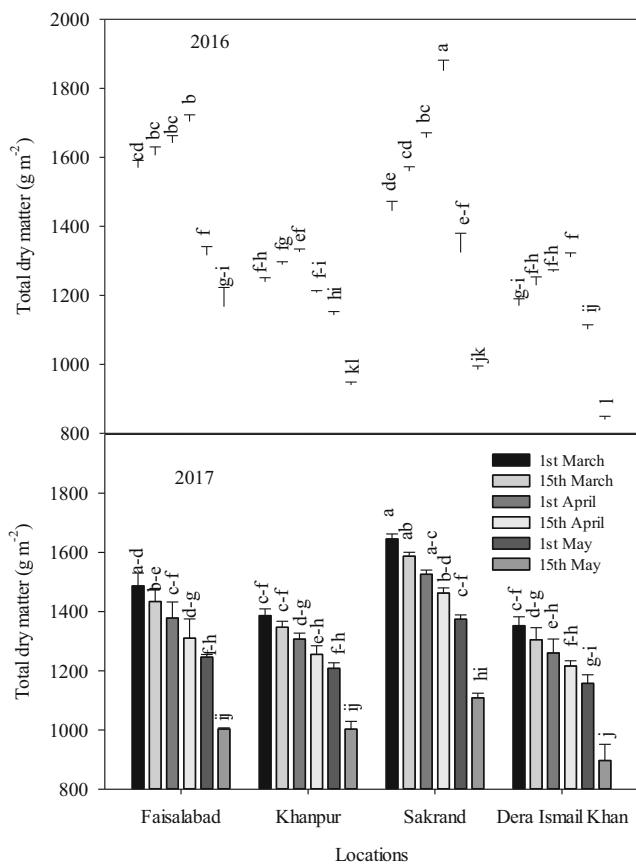 2000
2016
1800
1600
1400
1200
1000
800
Total dry matter (g m-2)
cd
bc
bc
b
f
g-i
f-h
fg
ef
f-i
hi
kl
de
cd
bc
a
e-f
jk
g-i
f-h
f-h
f
ij
l
2017
1800
1600
1400
1200
1000
800
Total dry matter (g m-2)
1st March
15th March
1st April
15th April
1st May
15th May
a-d
b-e
c-f
d-g
f-h
ij
c-f
c-f
d-g
e-h
f-h
ij
a
ab
a-c
b-d
c-f
hi
c-f
d-g
e-h
f-h
g-i
j
Faisalabad Khanpur Sakrand Dera Ismail Khan
Locations